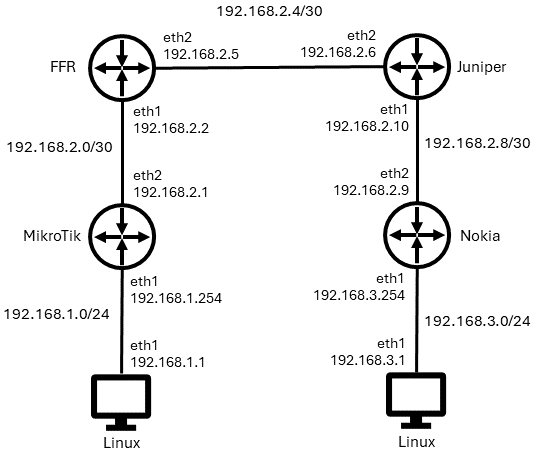 192.168.2.4/30
eth2
192.168.2.5
eth2
192.168.2.6
FFR
Juniper
eth1
192.168.2.2
eth1
192.168.2.10
192.168.2.0/30
192.168.2.8/30
eth2
192.168.2.1
eth2
192.168.2.9
MikroTik
Nokia
eth1
192.168.1.254
eth1
192.168.3.254
192.168.1.0/24
192.168.3.0/24
eth1
192.168.1.1
eth1
192.168.3.1
Linux
Linux